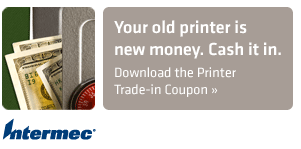 Your old printer is
new money. Cash it in.
Download the Printer
Trade-in Coupon »
Intermec®